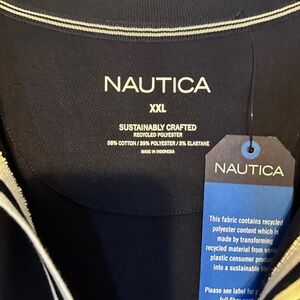 NAUTICA
XXL
SUSTAINABLY CRAFTED
RECYCLED POLYESTER
58% COTTON / 39% POLYESTER / 3% ELASTANE
MADE IN INDONESIA
NAUTICA
This fabric contains recycled
polyester content which is
made by transforming
recycled material from
plastic consumer
into a sustainable
Please see label for
full fiber